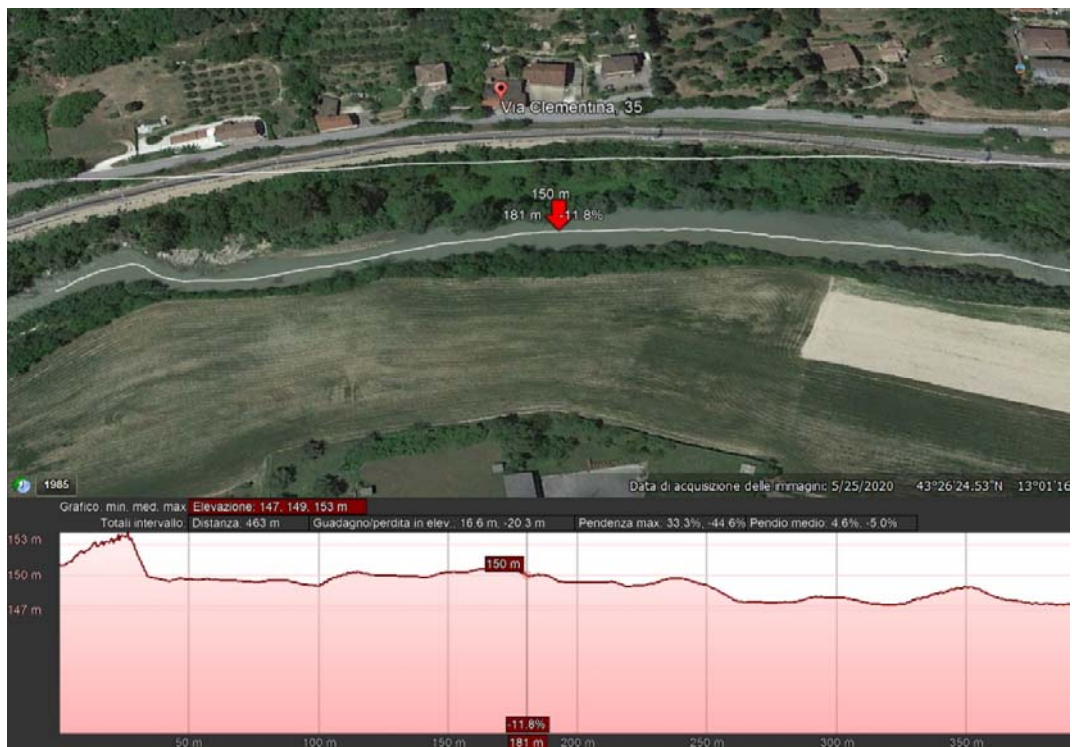 Via Clementina, 35
150 m
181 m -11.8%
1985
Data di acquisizione delle immagini: 5/25/2020 43°26'24.53"N 13°01'16
Grafico: min, med, max Elevazione: 147, 149, 153 m
Totali intervallo: Distanza: 463 m Guadagno/perdita in elev.: 16.6 m, -20.3 m Pendenza max: 33.3%, -44.6% Pendio medio: 4.6%, -5.0%
153 m
150 m
150 m
147 m
-11.8%
50 m 100 m 150 m 181 m 200 m 250 m 300 m 350 m